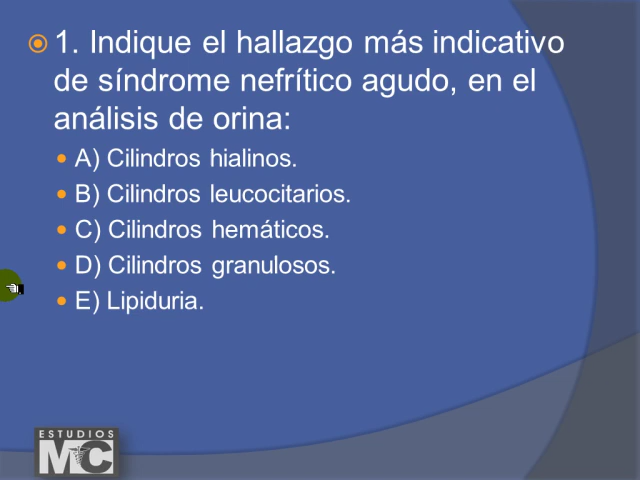 1. Indique el hallazgo más indicativo
de síndrome nefrítico agudo, en el
análisis de orina:
A) Cilindros hialinos.
B) Cilindros leucocitarios.
C) Cilindros hemáticos.
D) Cilindros granulosos.
E) Lipiduria.
ESTUDIOS
MC